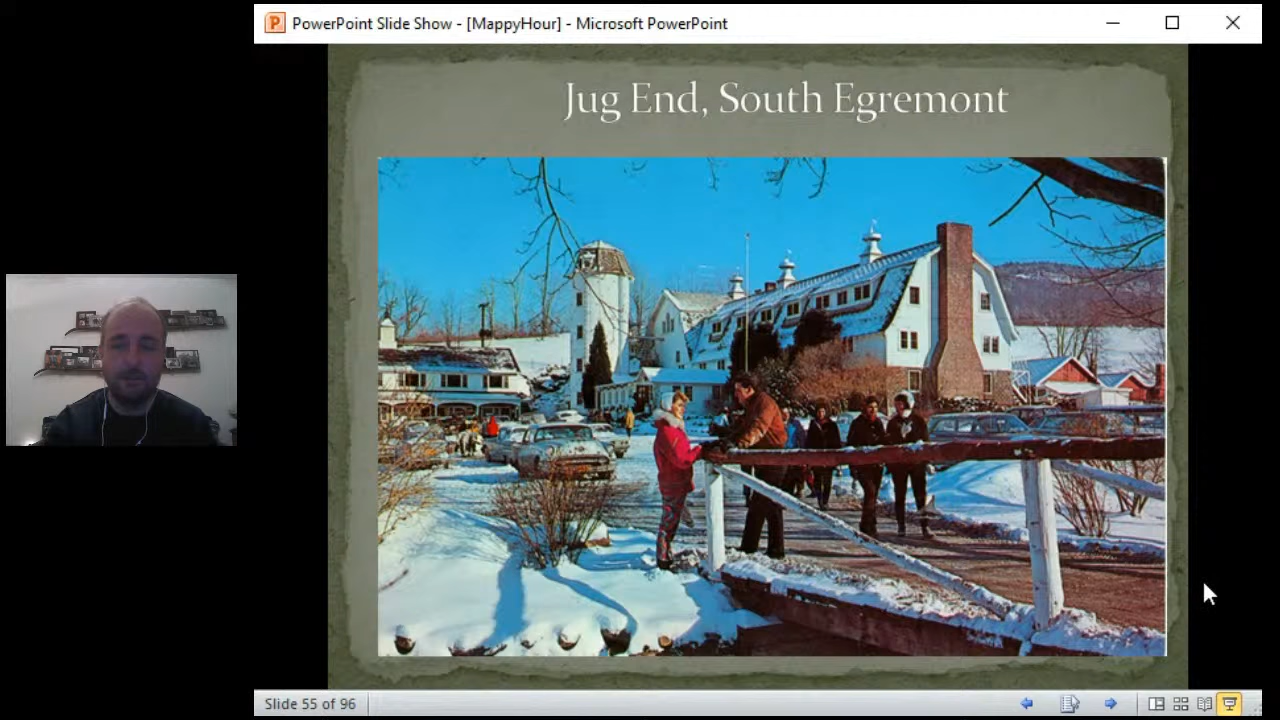 PowerPoint Slide Show - [MappyHour] - Microsoft PowerPoint
Jug End, South Egremont
Slide 55 of 96